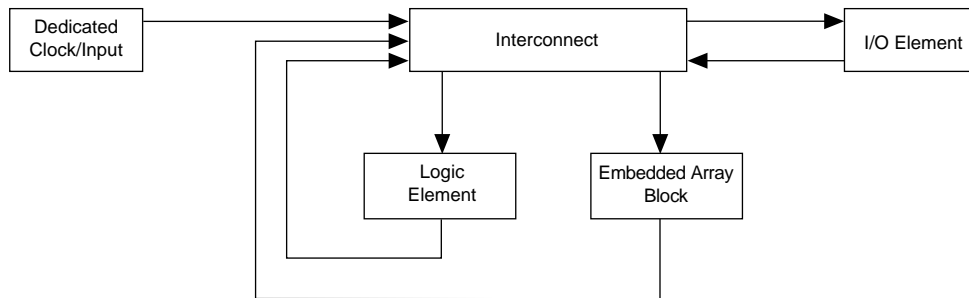 Dedicated
Clock/Input
Interconnect
I/O Element
Logic
Element
Embedded Array
Block